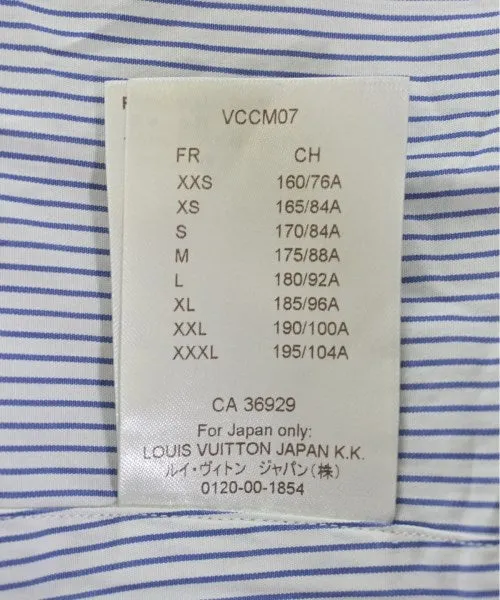 VCCM07
FR CH
XXS 160/76A
XS 165/84A
S 170/84A
M 175/88A
L 180/92A
XL 185/96A
XXL 190/100A
XXXL 195/104A
CA 36929
For Japan only:
LOUIS VUITTON JAPAN K.K.
ルイ・ヴィトン ジャパン(株)
0120-00-1854